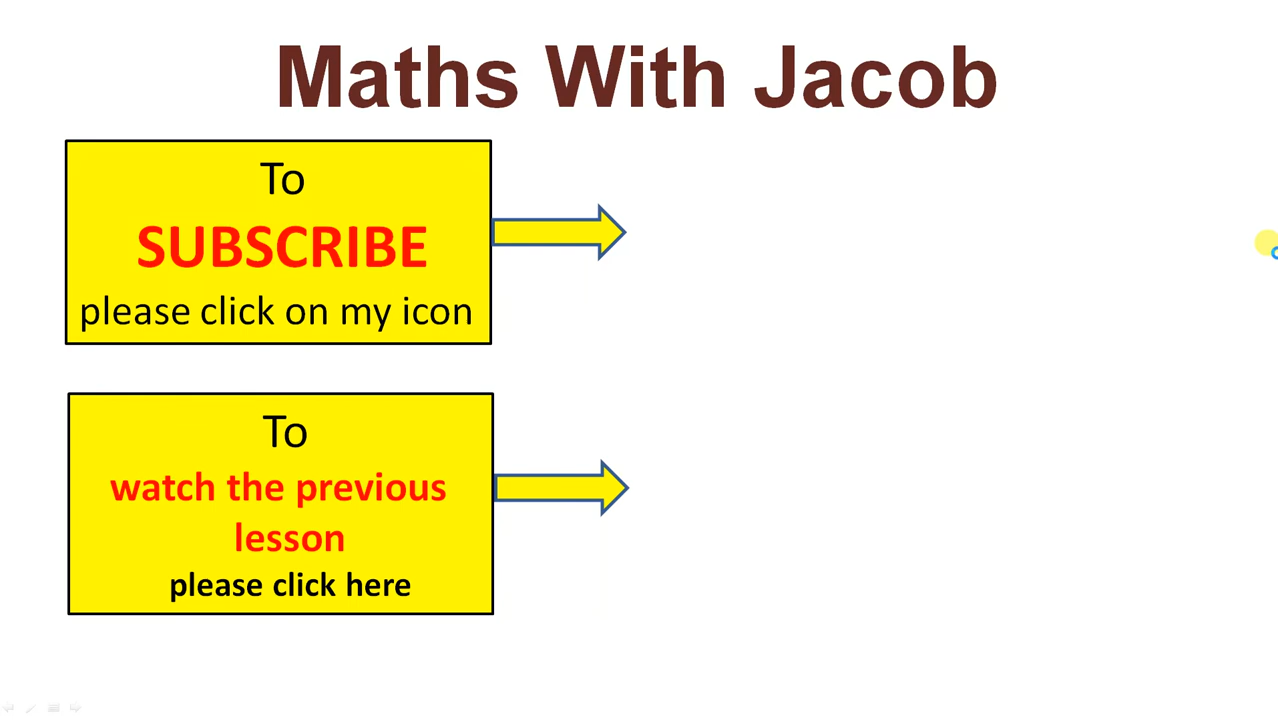 Maths With Jacob
To
SUBSCRIBE
please click on my icon
To
watch the previous
lesson
please click here